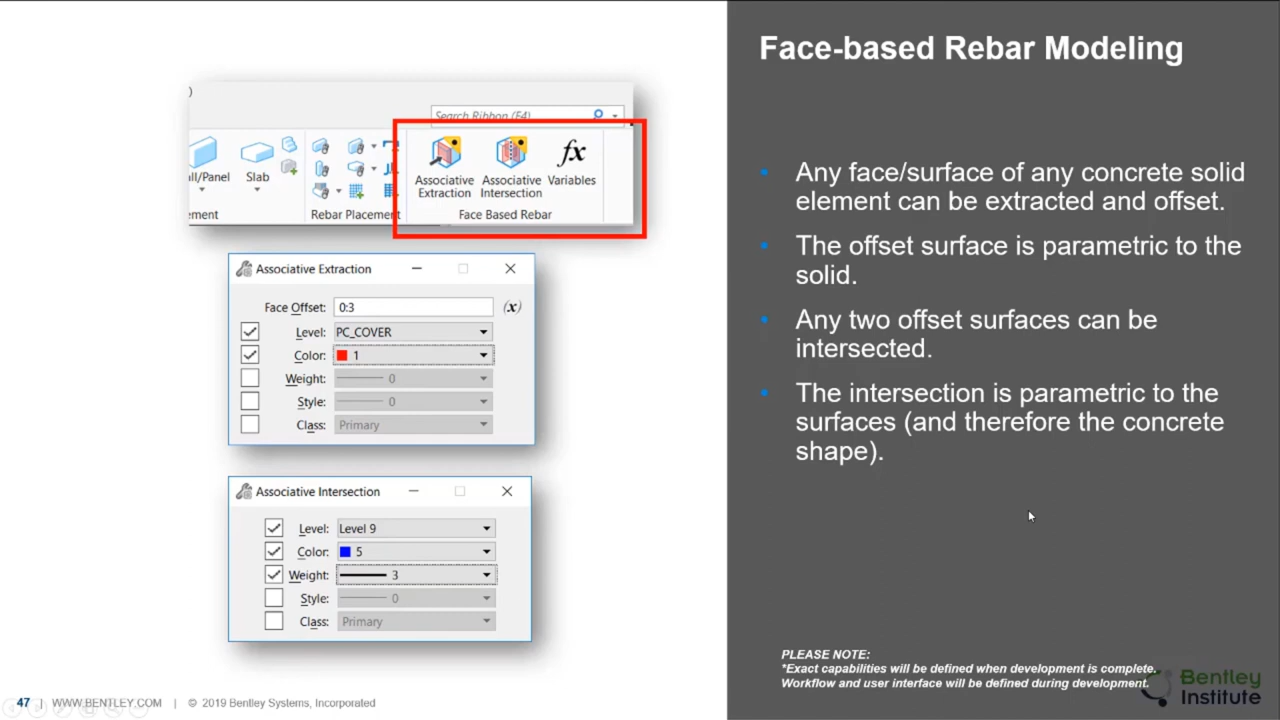 )
Search Ribbon (F4)
ll/Panel
Slab
Associative
Extraction
Associative
Intersection
fx
Variables
ement
Rebar Placement
Face Based Rebar
Associative Extraction
Face Offset: 0:3 (x)
Level: PC_COVER
Color: 1
Weight: 0
Style: 0
Class: Primary
Associative Intersection
Level: Level 9
Color: 5
Weight: 3
Style: 0
Class: Primary
47 | WWW.BENTLEY.COM | © 2019 Bentley Systems, Incorporated
Face-based Rebar Modeling
• Any face/surface of any concrete solid
element can be extracted and offset.
• The offset surface is parametric to the
solid.
• Any two offset surfaces can be
intersected.
• The intersection is parametric to the
surfaces (and therefore the concrete
shape).
PLEASE NOTE:
*Exact capabilities will be defined when development is complete.
Workflow and user interface will be defined during development.
Bentley
Institute